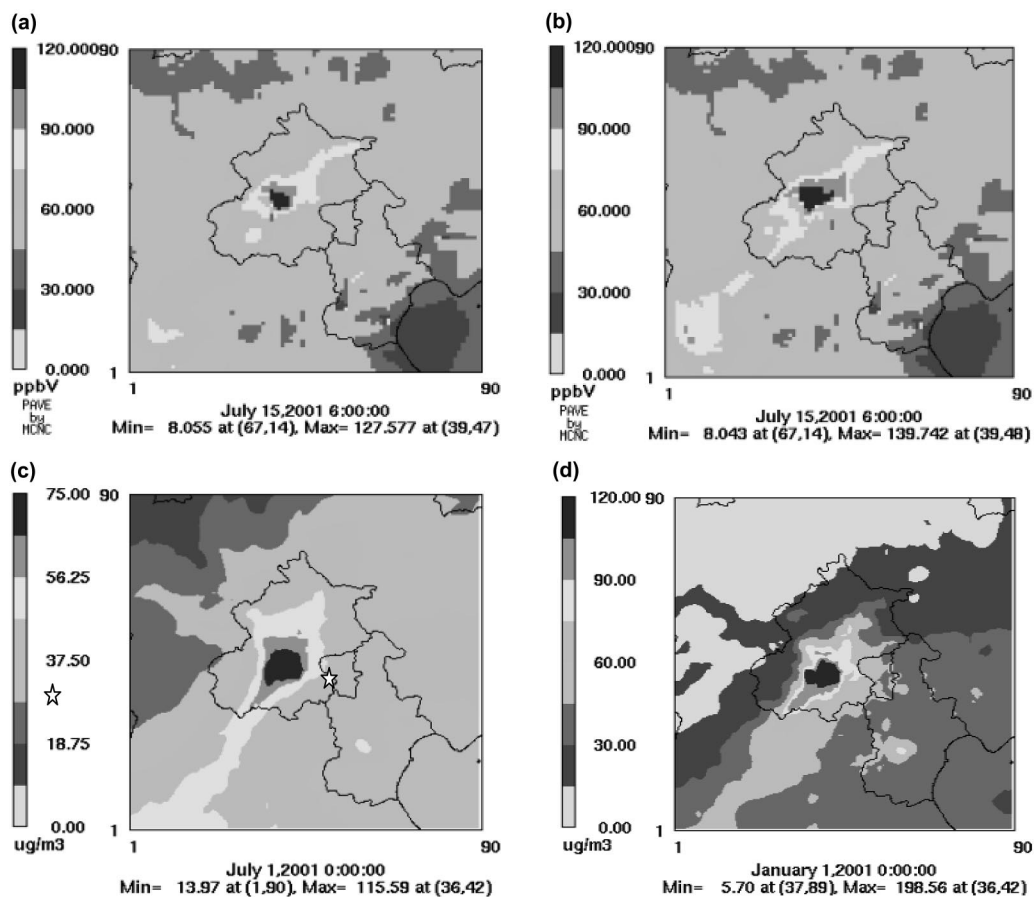 (a)
120.000
90.000
60.000
30.000
0.000
ppbV
PAVE
by
MCNC
90
1
1
90
July 15,2001 6:00:00
Min= 8.055 at (67,14), Max= 127.577 at (39,47)
(b)
120.000
90.000
60.000
30.000
0.000
ppbV
PAVE
by
MCNC
90
1
1
90
July 15,2001 6:00:00
Min= 8.043 at (67,14), Max= 139.742 at (39,48)
(c)
75.00
56.25
37.50
18.75
0.00
ug/m3
90
1
1
90
July 1,2001 0:00:00
Min= 13.97 at (1,90), Max= 115.59 at (36,42)
(d)
120.00
90.00
60.00
30.00
0.00
ug/m3
90
1
1
90
January 1,2001 0:00:00
Min= 5.70 at (37,89), Max= 198.56 at (36,42)